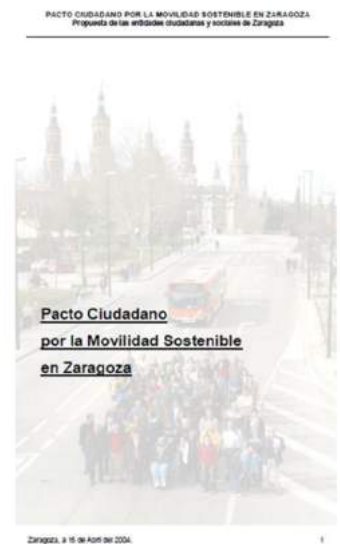 PACTO CIUDADANO POR LA MOVILIDAD SOSTENIBLE EN ZARAGOZA
Propuesta de las entidades ciudadanas y sociales de Zaragoza
Pacto Ciudadano
por la Movilidad Sostenible
en Zaragoza
Zaragoza, a 16 de Abril del 2004. 1